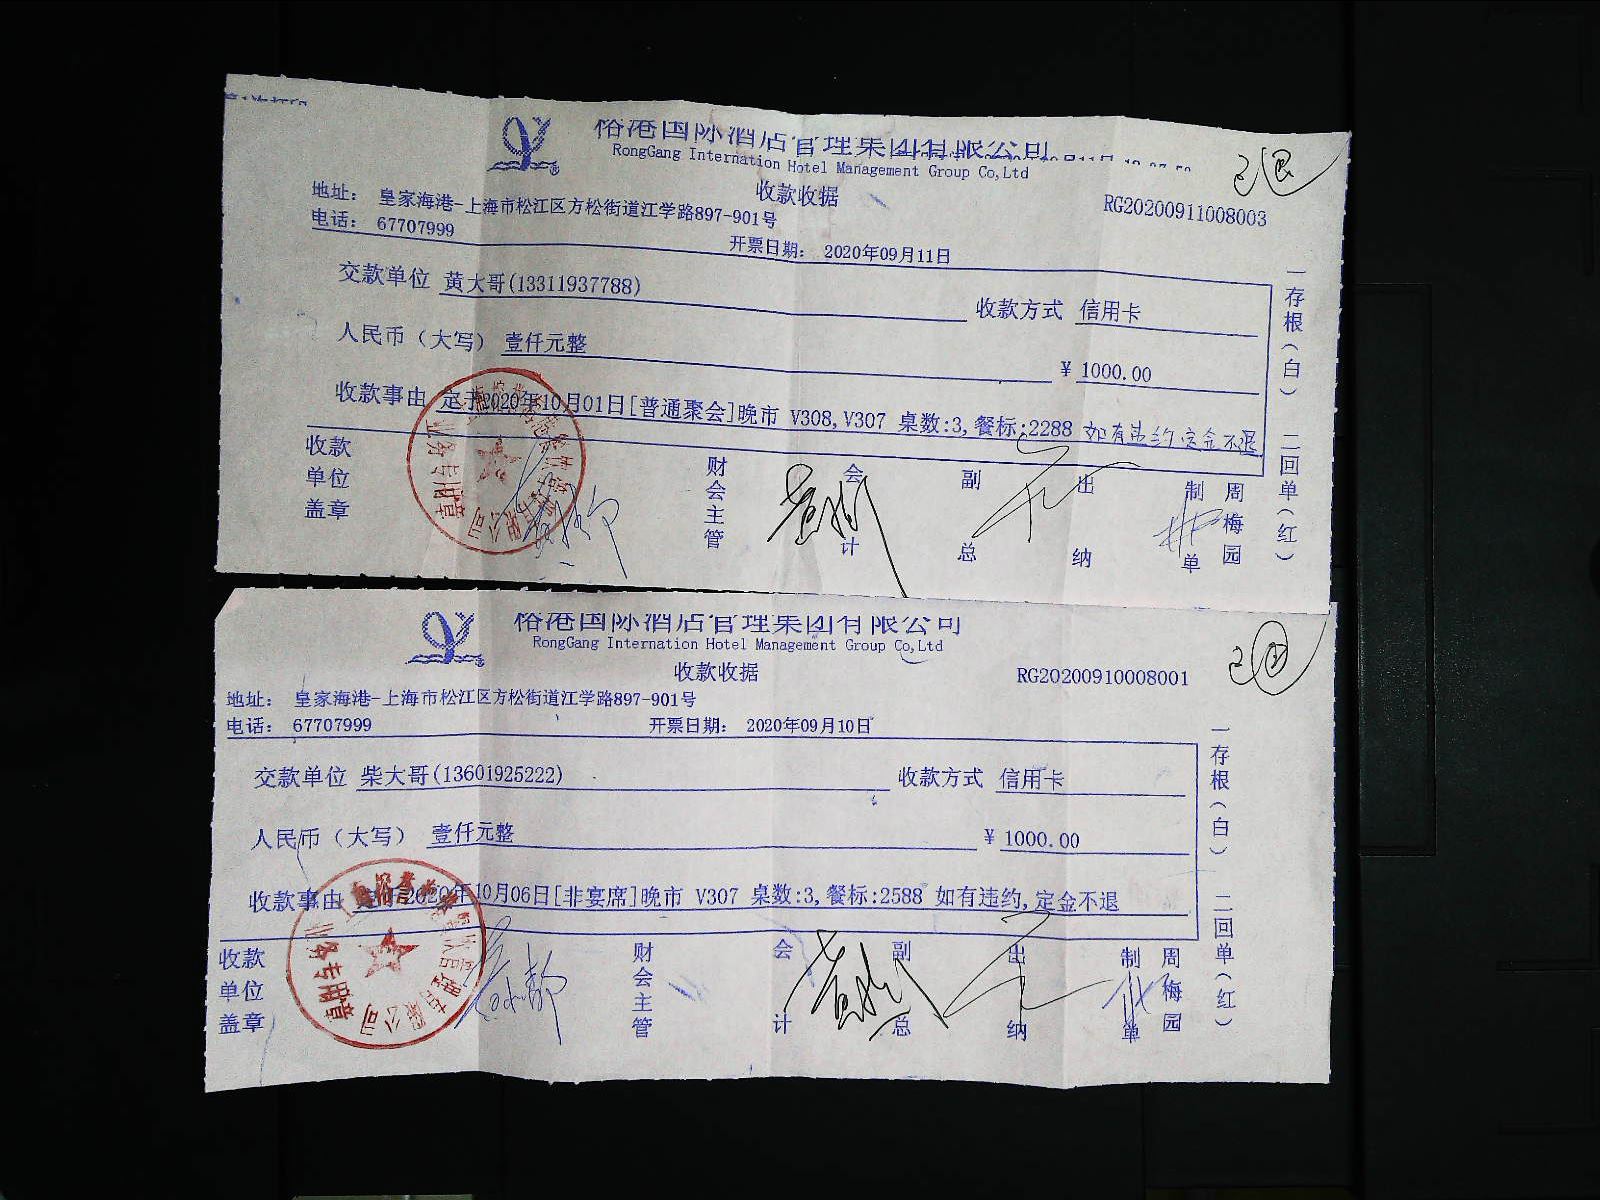 裕港国际酒店管理集团有限公司
RongGang Internation Hotel Management Group Co,Ltd
已退
收款收据
RG20200911008003
地址： 皇家海港-上海市松江区方松街道江学路897-901号
电话： 67707999
开票日期： 2020年09月11日
交款单位 黄大哥(13311937788)
收款方式 信用卡
人民币（大写） 壹仟元整
¥ 1000.00
收款事由 定于2020年10月01日[普通聚会]晚市 V308,V307 桌数:3,餐标:2288 如有违约定金不退
收款单位盖章
财会主管
会计
副总
出纳
制单
周梅园
一存根(白)
二回单(红)
业务专用章
裕港国际酒店管理集团有限公司
RongGang Internation Hotel Management Group Co,Ltd
收款收据
RG20200910008001
地址： 皇家海港-上海市松江区方松街道江学路897-901号
电话： 67707999
开票日期： 2020年09月10日
交款单位 柴大哥(13601925222)
收款方式 信用卡
人民币（大写） 壹仟元整
¥ 1000.00
收款事由 定于2020年10月06日[非宴席]晚市 V307 桌数:3,餐标:2588 如有违约,定金不退
收款单位盖章
财会主管
会计
副总
出纳
制单
周梅园
一存根(白)
二回单(红)
业务专用章